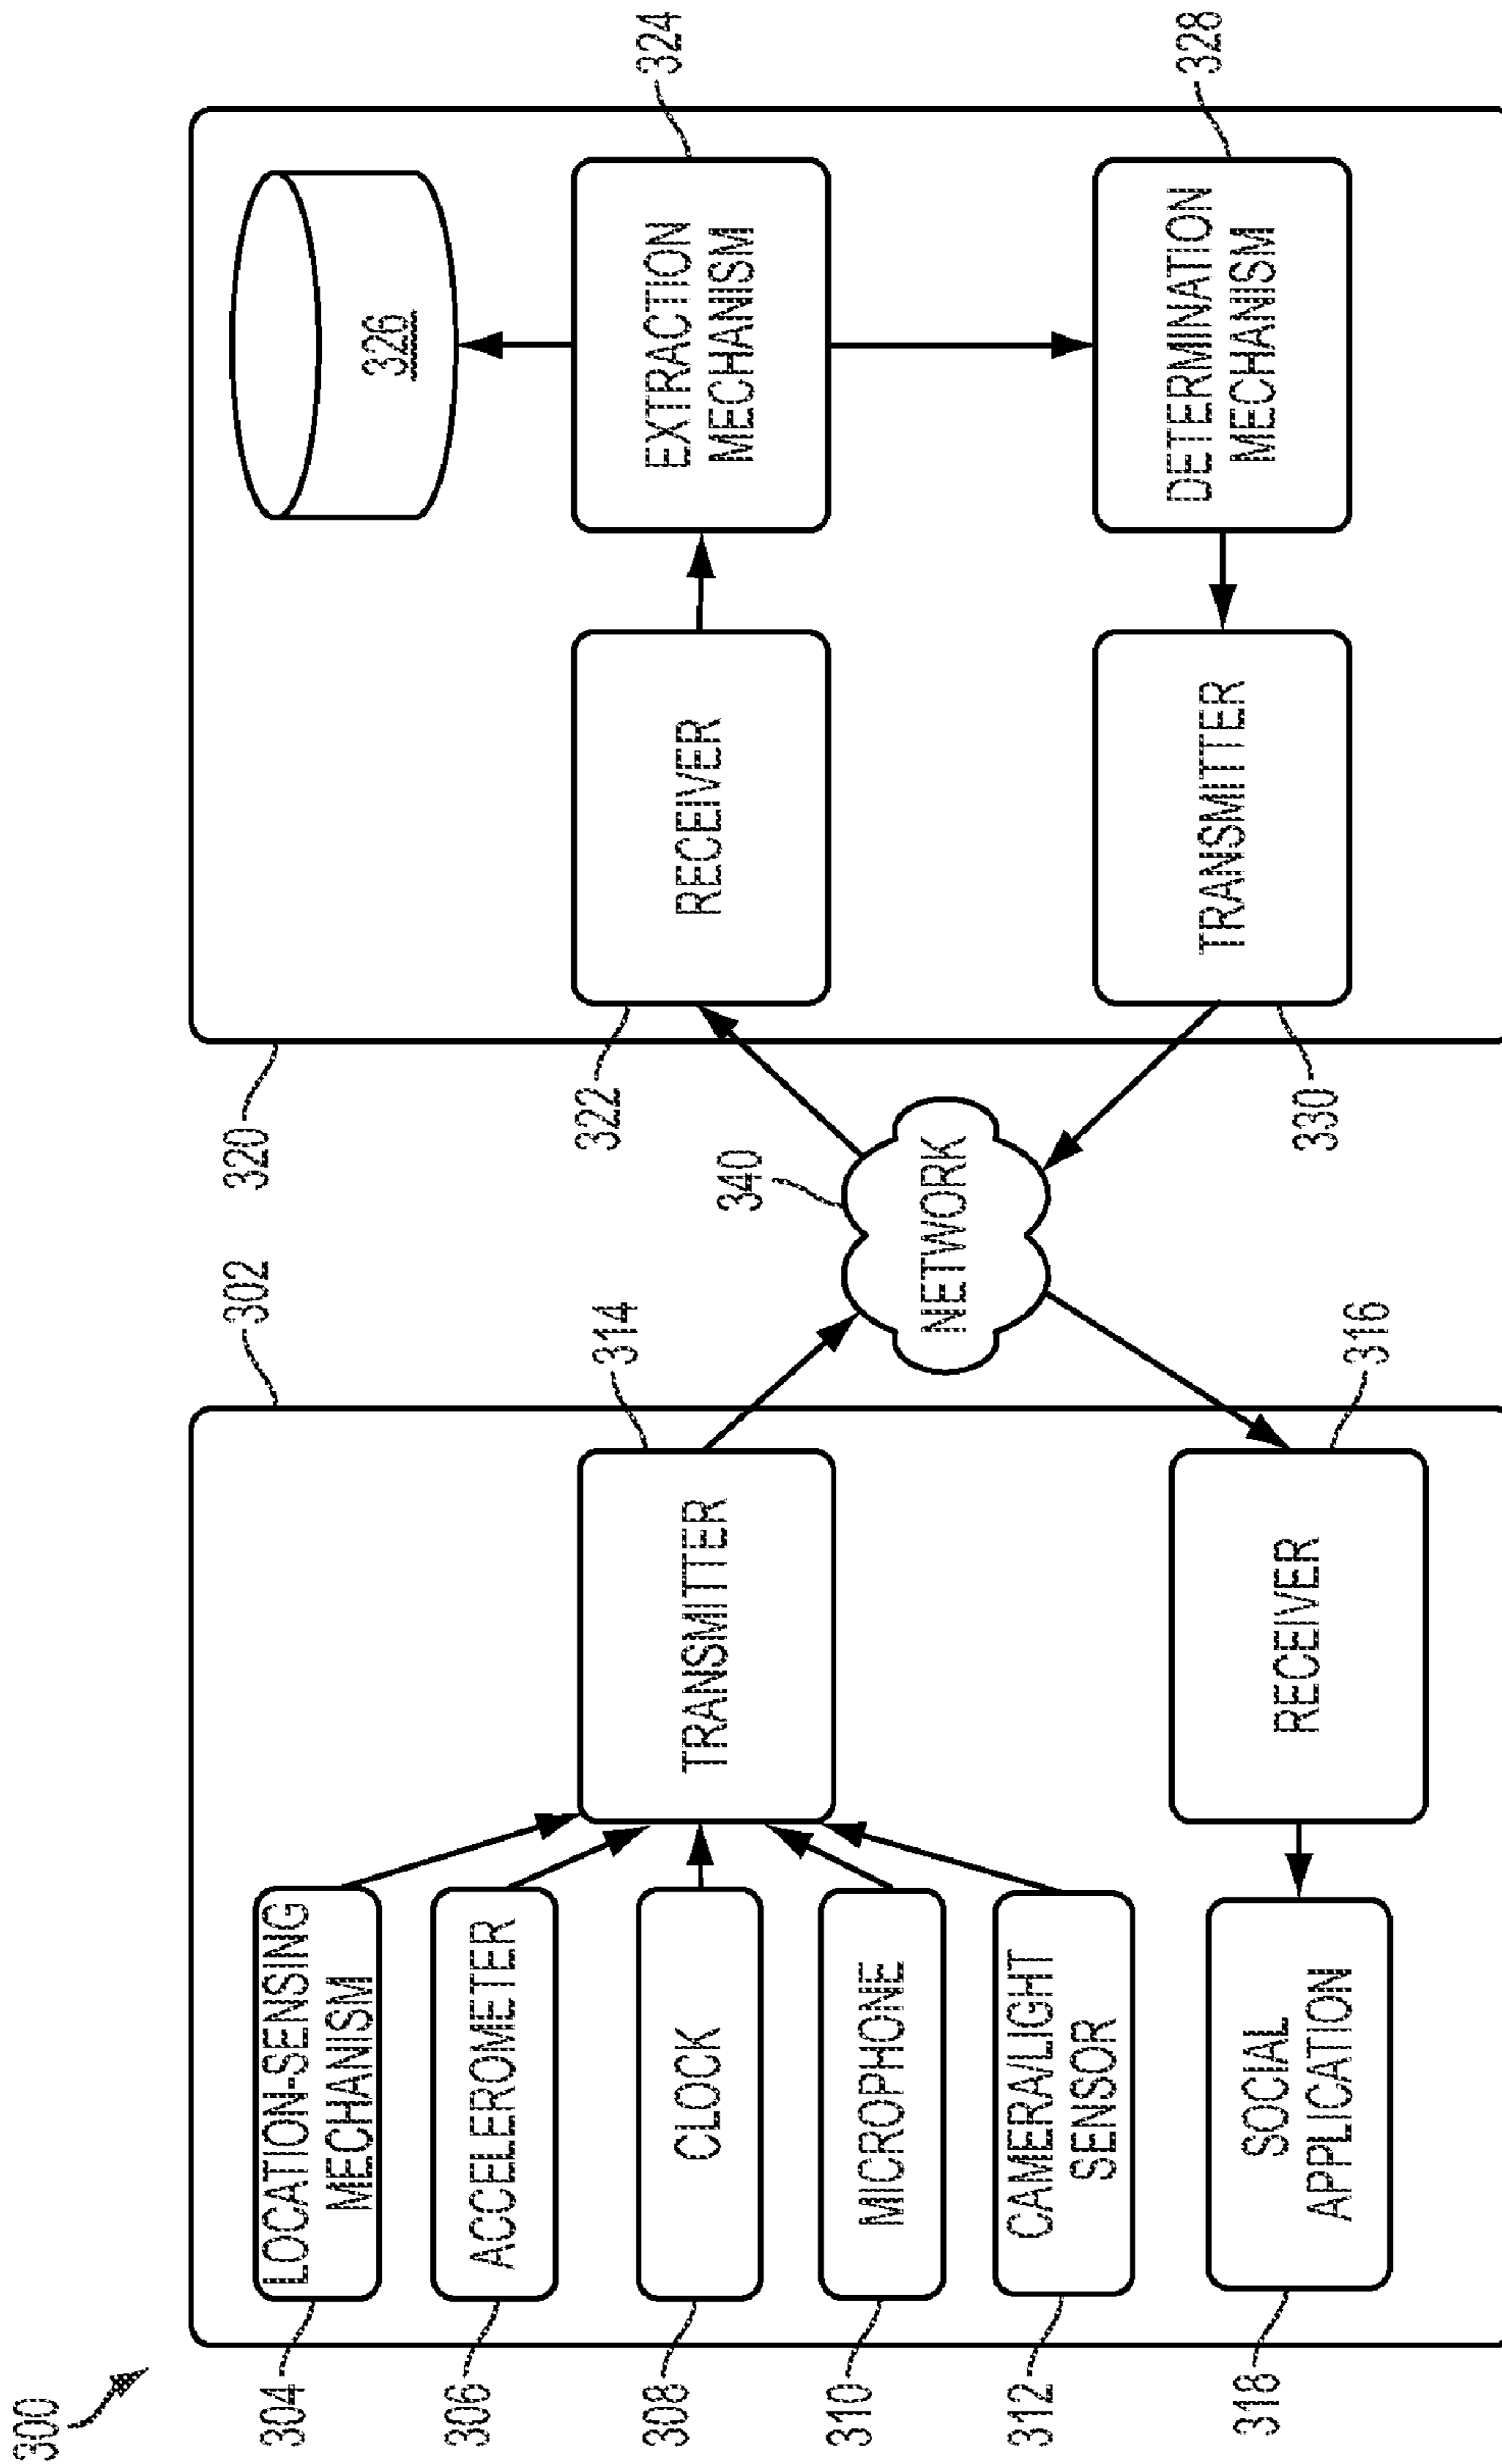 300
302
304
LOCATION-SENSING
MECHANISM
306
ACCELEROMETER
308
CLOCK
310
MICROPHONE
312
CAMERA/LIGHT
SENSOR
318
SOCIAL
APPLICATION
314
TRANSMITTER
316
RECEIVER
340
NETWORK
320
322
RECEIVER
324
EXTRACTION
MECHANISM
326
328
DETERMINATION
MECHANISM
330
TRANSMITTER